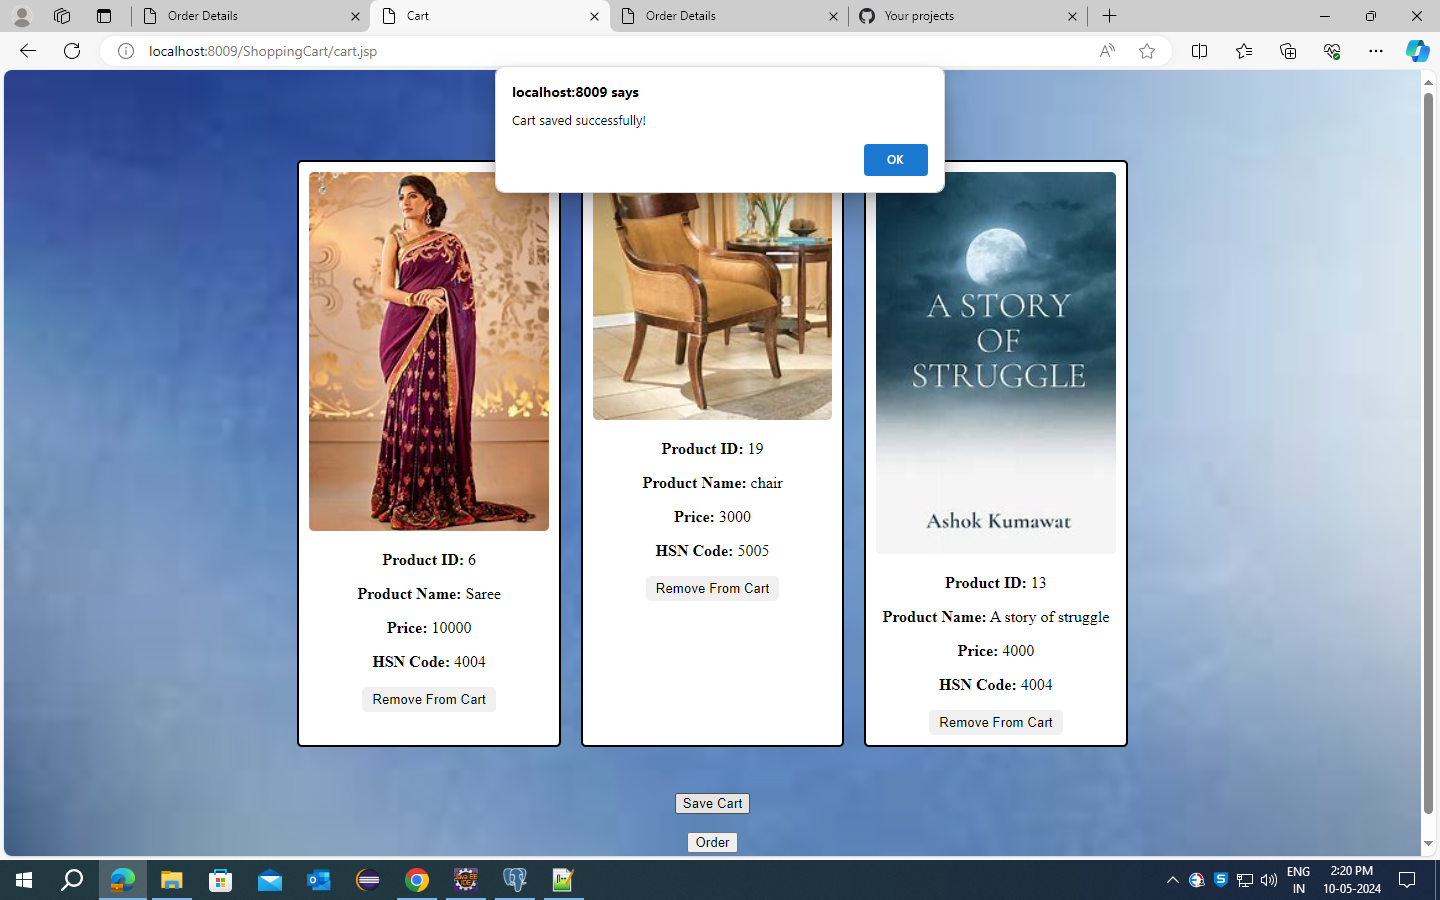 Order Details
Cart
Order Details
Your projects
localhost:8009/ShoppingCart/cart.jsp
localhost:8009 says
Cart saved successfully!
OK
Product ID: 6
Product Name: Saree
Price: 10000
HSN Code: 4004
Remove From Cart
Product ID: 19
Product Name: chair
Price: 3000
HSN Code: 5005
Remove From Cart
A STORY
OF
STRUGGLE
Ashok Kumawat
Product ID: 13
Product Name: A story of struggle
Price: 4000
HSN Code: 4004
Remove From Cart
Save Cart
Order
ENG
IN
2:20 PM
10-05-2024